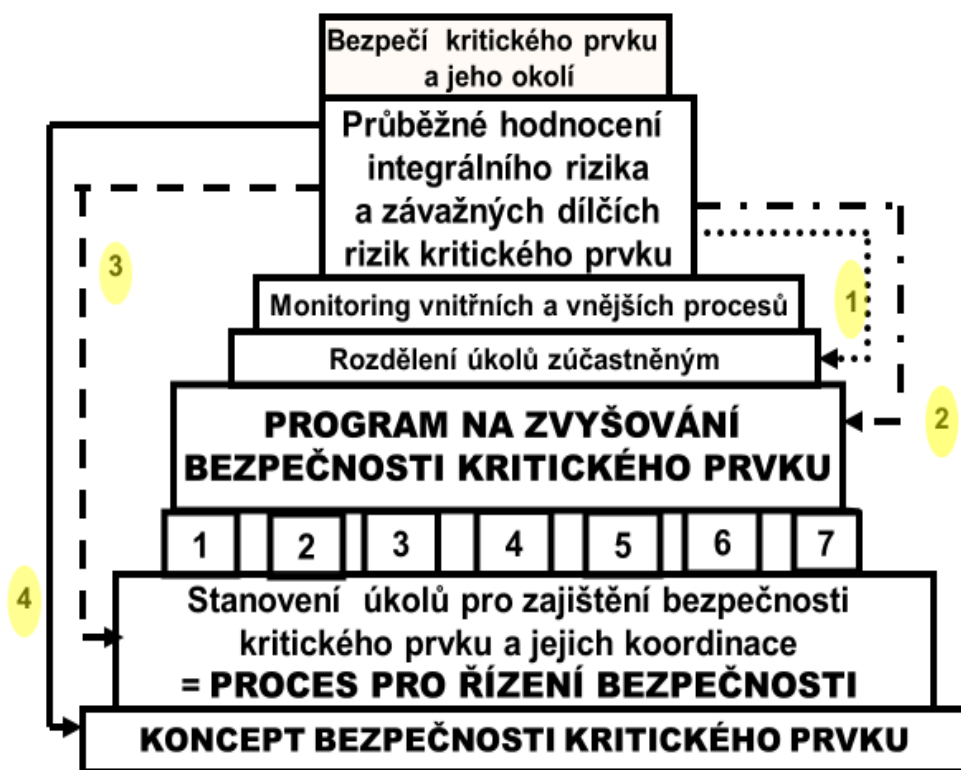 Bezpečí kritického prvku
a jeho okolí
Průběžné hodnocení
integrálního rizika
a závažných dílčích
rizik kritického prvku
3
1
Monitoring vnitřních a vnějších procesů
Rozdělení úkolů zúčastněným
2
PROGRAM NA ZVYŠOVÁNÍ
BEZPEČNOSTI KRITICKÉHO PRVKU
1 2 3 4 5 6 7
4
Stanovení úkolů pro zajištění bezpečnosti
kritického prvku a jejich koordinace
= PROCES PRO ŘÍZENÍ BEZPEČNOSTI
KONCEPT BEZPEČNOSTI KRITICKÉHO PRVKU